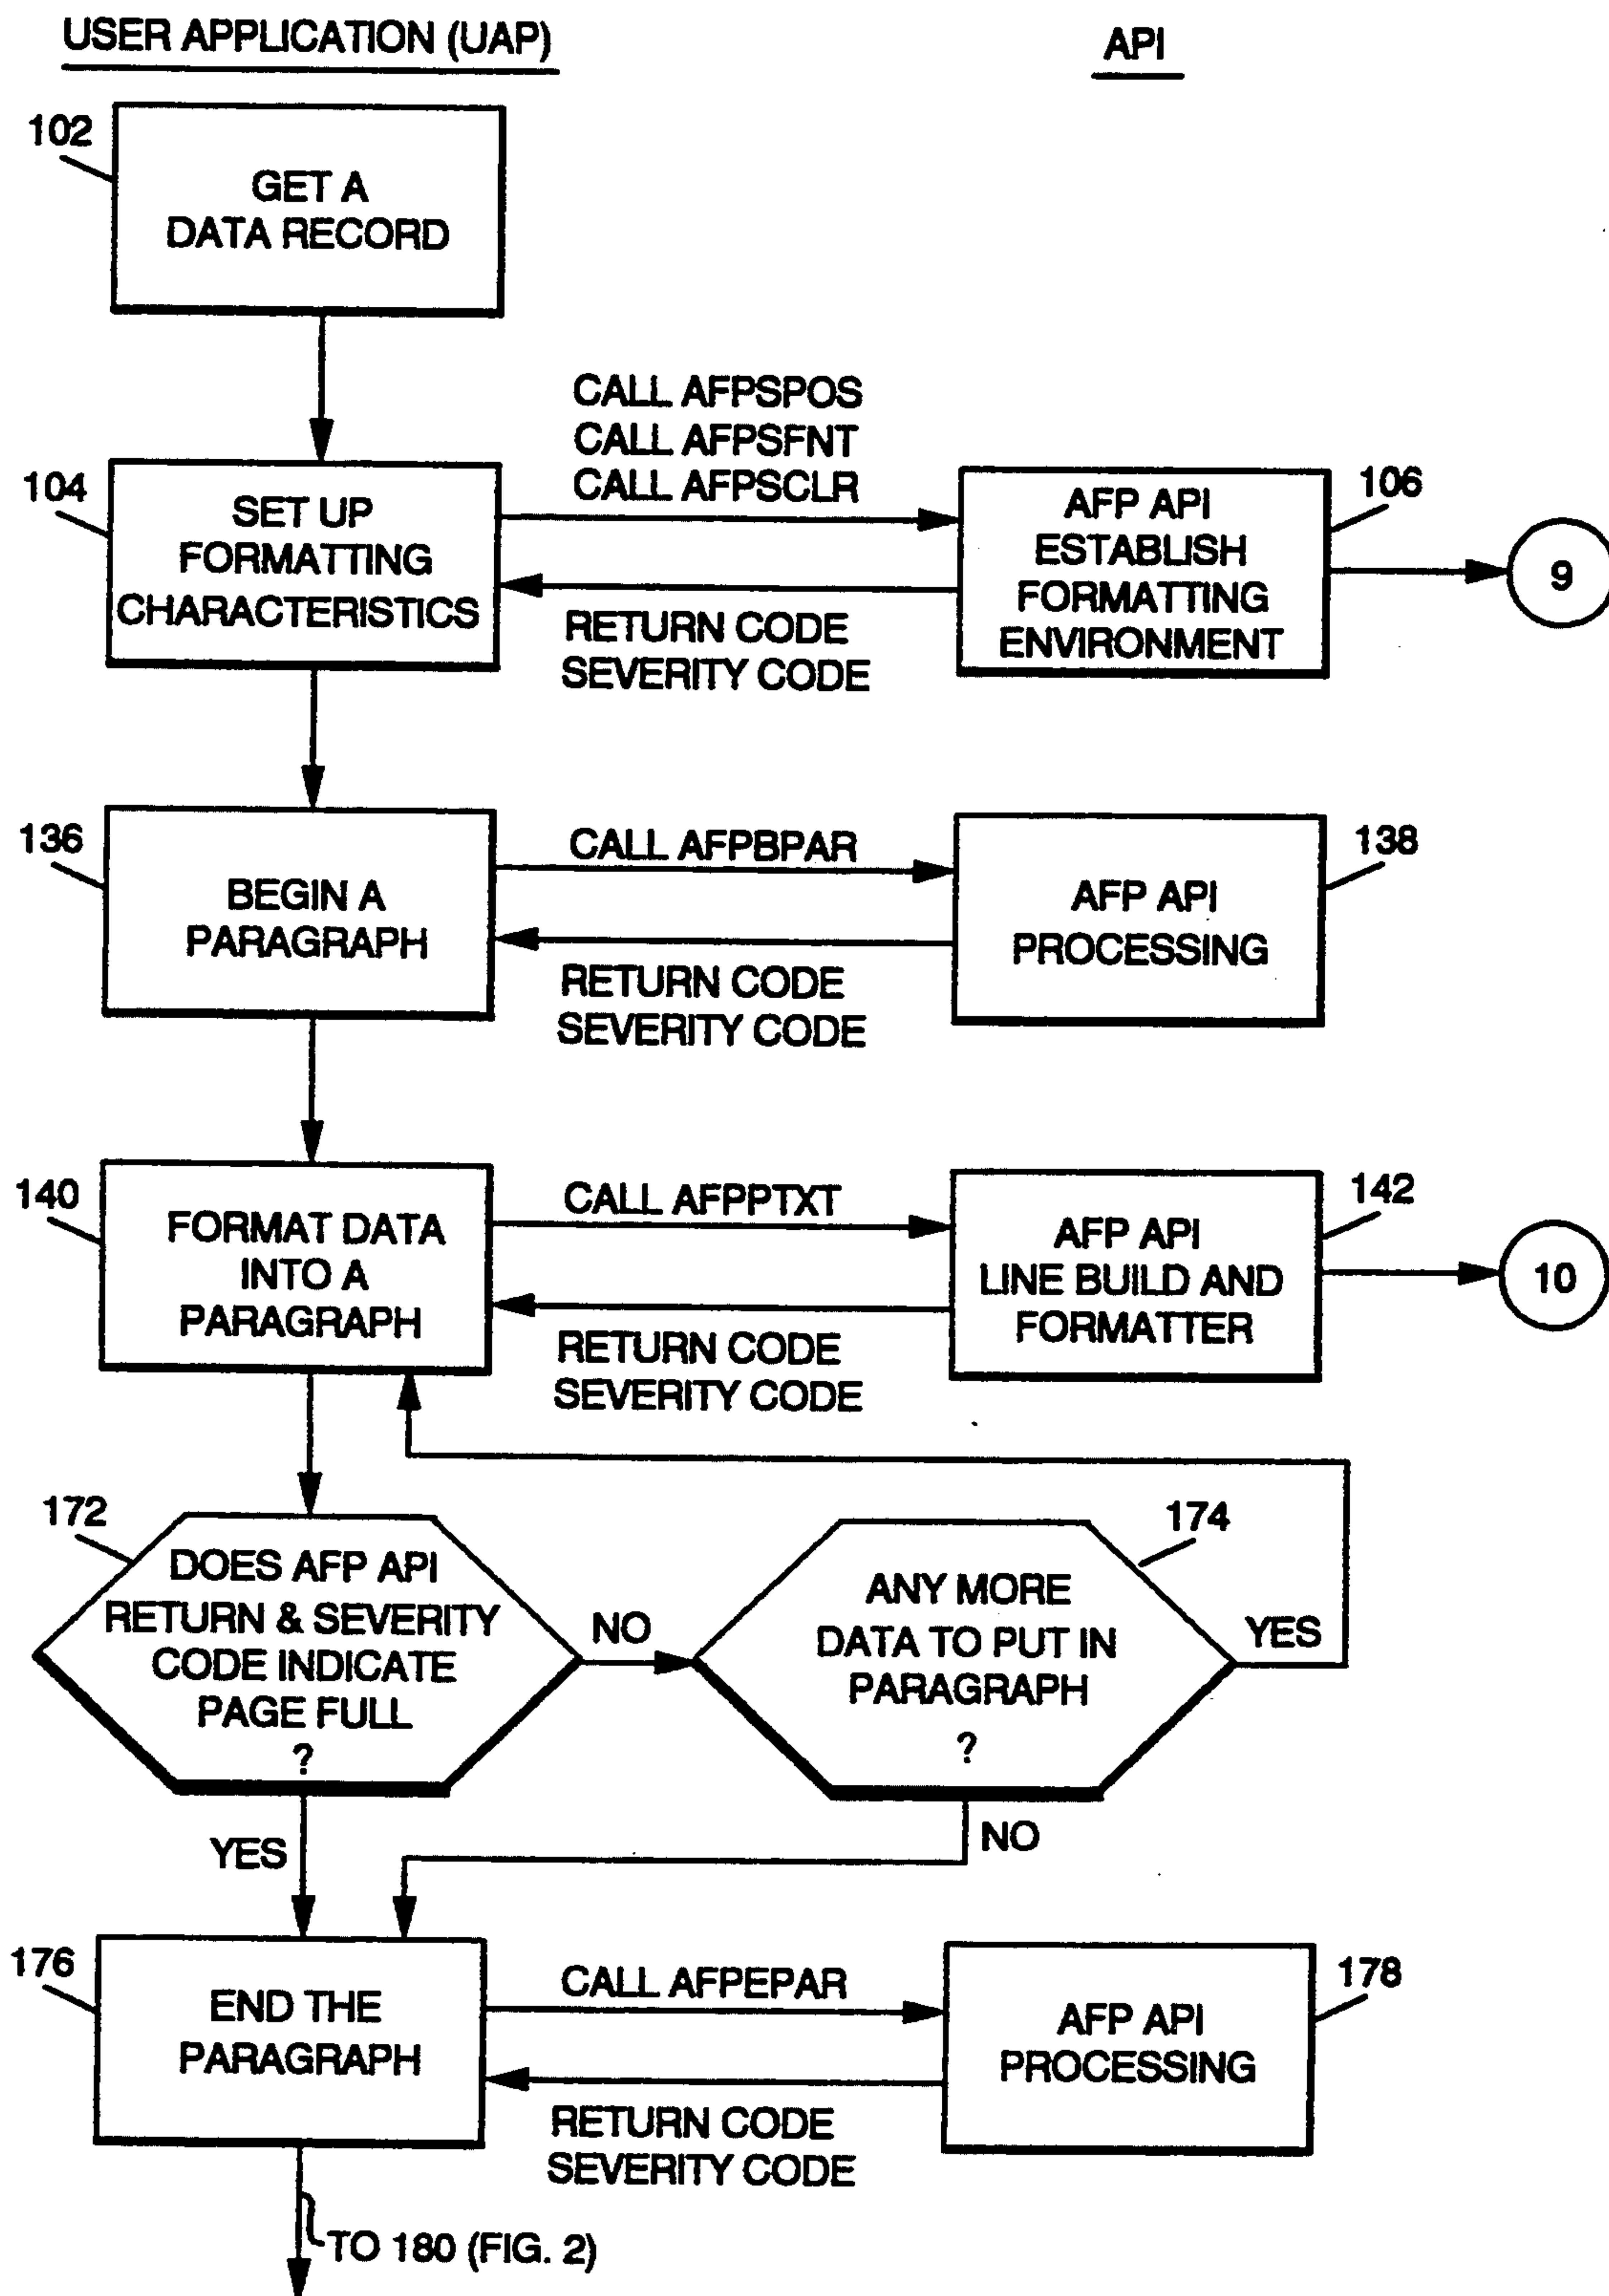 USER APPLICATION (UAP)
API
102
GET A
DATA RECORD
CALL AFPSPOS
CALL AFPSFNT
CALL AFPSCLR
104
SET UP
FORMATTING
CHARACTERISTICS
AFP API
ESTABLISH
FORMATTING
ENVIRONMENT
106
9
RETURN CODE
SEVERITY CODE
136
BEGIN A
PARAGRAPH
CALL AFPBPAR
AFP API
PROCESSING
138
RETURN CODE
SEVERITY CODE
140
FORMAT DATA
INTO A
PARAGRAPH
CALL AFPPTXT
AFP API
LINE BUILD AND
FORMATTER
142
10
RETURN CODE
SEVERITY CODE
172
DOES AFP API
RETURN & SEVERITY
CODE INDICATE
PAGE FULL
?
NO
174
ANY MORE
DATA TO PUT IN
PARAGRAPH
?
YES
YES
NO
176
END THE
PARAGRAPH
CALL AFPEPAR
AFP API
PROCESSING
178
RETURN CODE
SEVERITY CODE
TO 180 (FIG. 2)